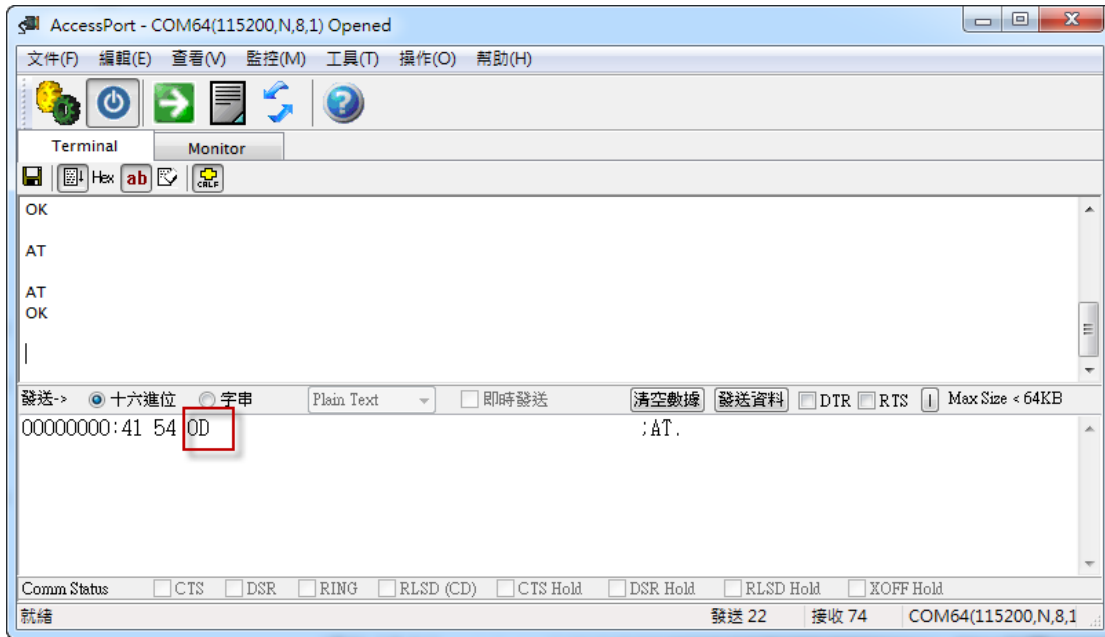 AccessPort - COM64(115200,N,8,1) Opened
文件(F) 編輯(E) 查看(V) 監控(M) 工具(T) 操作(O) 幫助(H)
Terminal Monitor
Hex ab CRLF
OK
AT
AT
OK
發送-> 十六進位 字串 Plain Text 即時發送 清空數據 發送資料 DTR RTS Max Size < 64KB
00000000:41 54 0D ;AT.
Comm Status CTS DSR RING RLSD (CD) CTS Hold DSR Hold RLSD Hold XOFF Hold
就緒 發送 22 接收 74 COM64(115200,N,8,1